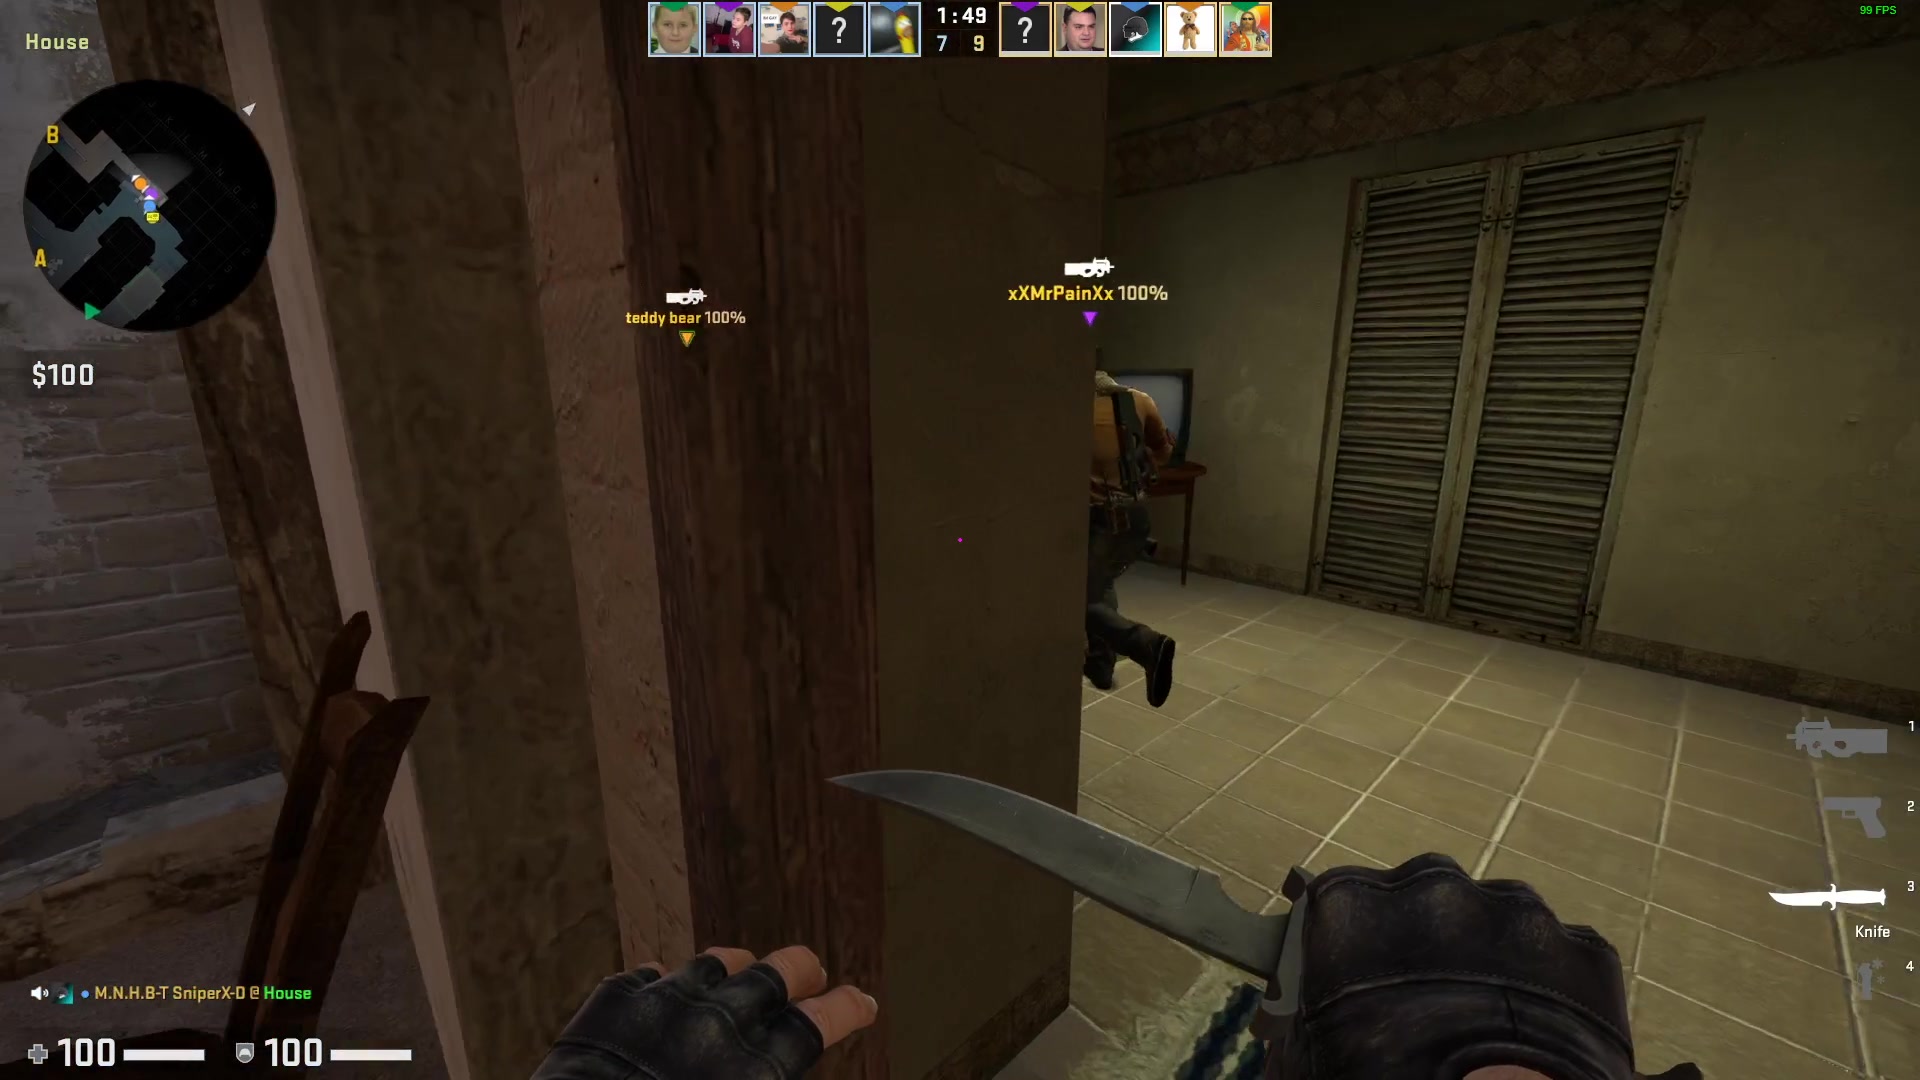 99 FPS
House
1:49
7 9
? ?
B
A
teddy bear 100%
xXMrPainXx 100%
$100
1
2
3
Knife
4
M.N.H.B-T SniperX-D @ House
100 100